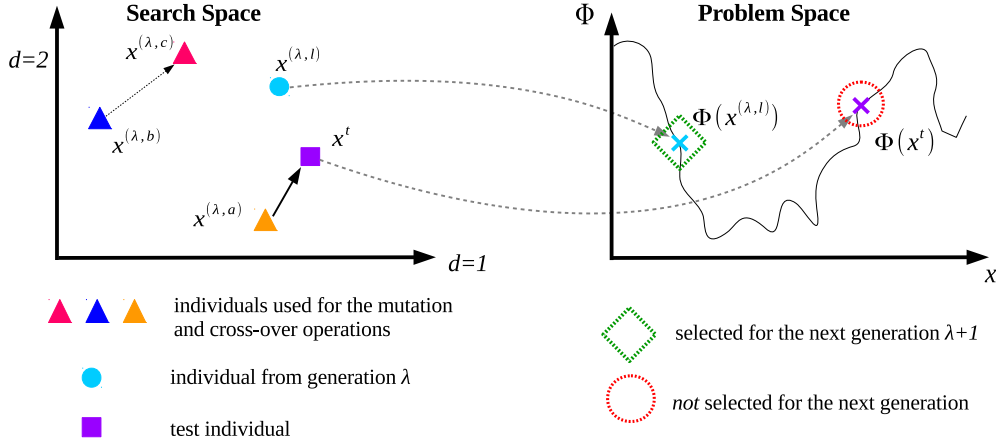 Search Space
d=2
x^(λ,c)
x^(λ,l)
x^(λ,b)
x^t
x^(λ,a)
d=1
Problem Space
Φ
Φ(x^(λ,l))
Φ(x^t)
x
individuals used for the mutation
and cross-over operations
individual from generation λ
test individual
selected for the next generation λ+1
not selected for the next generation